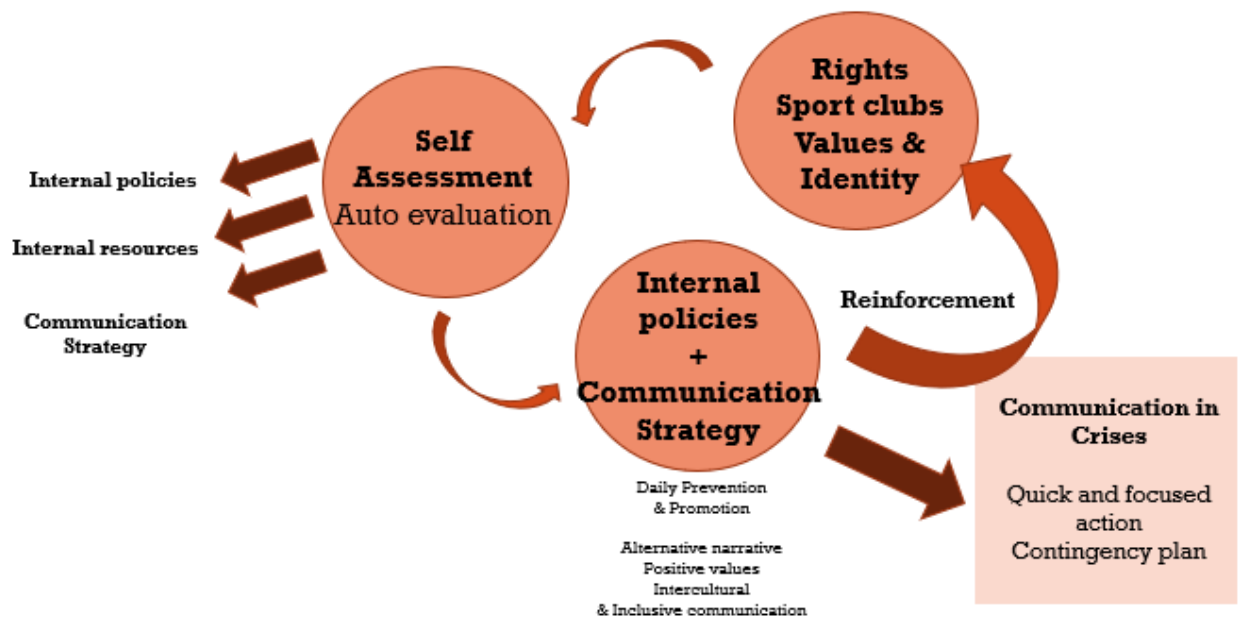 Rights
Sport clubs
Values &
Identity
Self
Assessment
Auto evaluation
Internal policies
Internal resources
Communication
Strategy
Internal
policies
+
Communication
Strategy
Reinforcement
Daily Prevention
& Promotion
Alternative narrative
Positive values
Intercultural
& Inclusive communication
Communication in
Crises
Quick and focused
action
Contingency plan